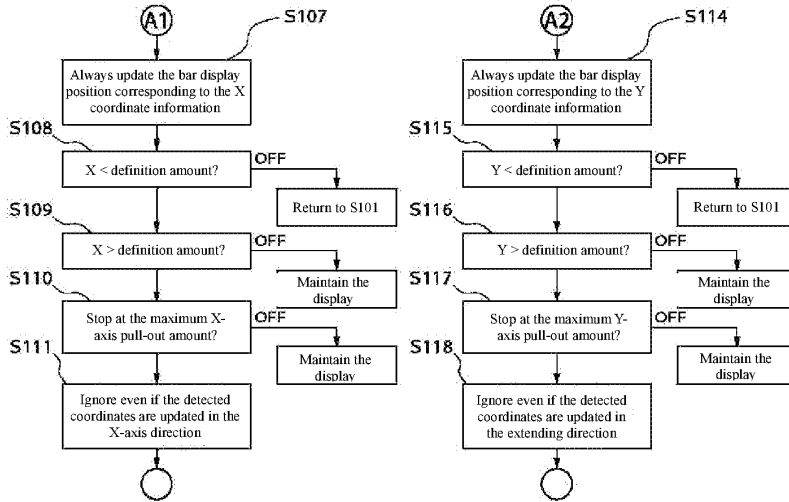 A1
S107
Always update the bar display
position corresponding to the X
coordinate information
S108
X < definition amount?
OFF
Return to S101
S109
X > definition amount?
OFF
Maintain the
display
S110
Stop at the maximum X-
axis pull-out amount?
OFF
Maintain the
display
S111
Ignore even if the detected
coordinates are updated in the
X-axis direction
A2
S114
Always update the bar display
position corresponding to the Y
coordinate information
S115
Y < definition amount?
OFF
Return to S101
S116
Y > definition amount?
OFF
Maintain the
display
S117
Stop at the maximum Y-
axis pull-out amount?
OFF
Maintain the
display
S118
Ignore even if the detected
coordinates are updated in
the extending direction